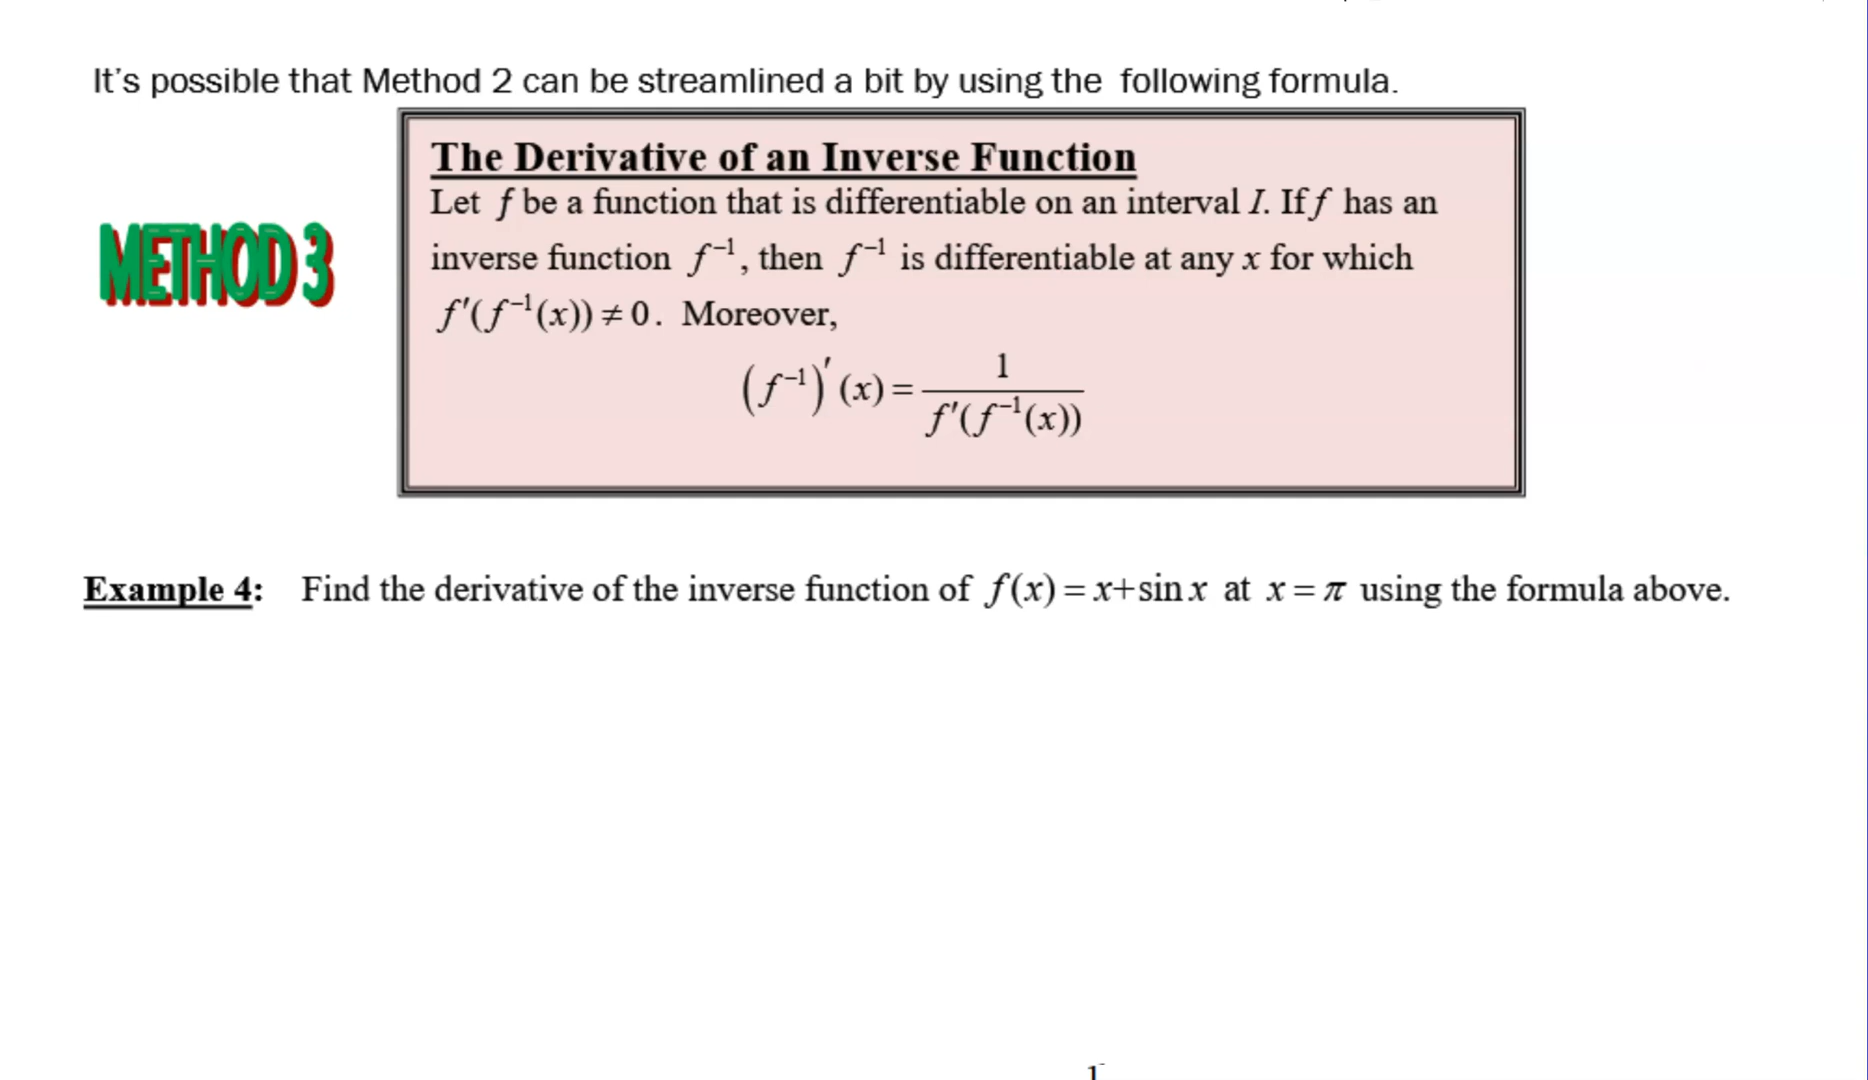 It's possible that Method 2 can be streamlined a bit by using the following formula.
The Derivative of an Inverse Function
Let f be a function that is differentiable on an interval I. If f has an
METHOD 3
inverse function f⁻¹, then f⁻¹ is differentiable at any x for which
f′(f⁻¹(x)) ≠ 0. Moreover,
(f⁻¹)′(x) = 1 / f′(f⁻¹(x))
Example 4: Find the derivative of the inverse function of f(x) = x+sin x at x = π using the formula above.
1